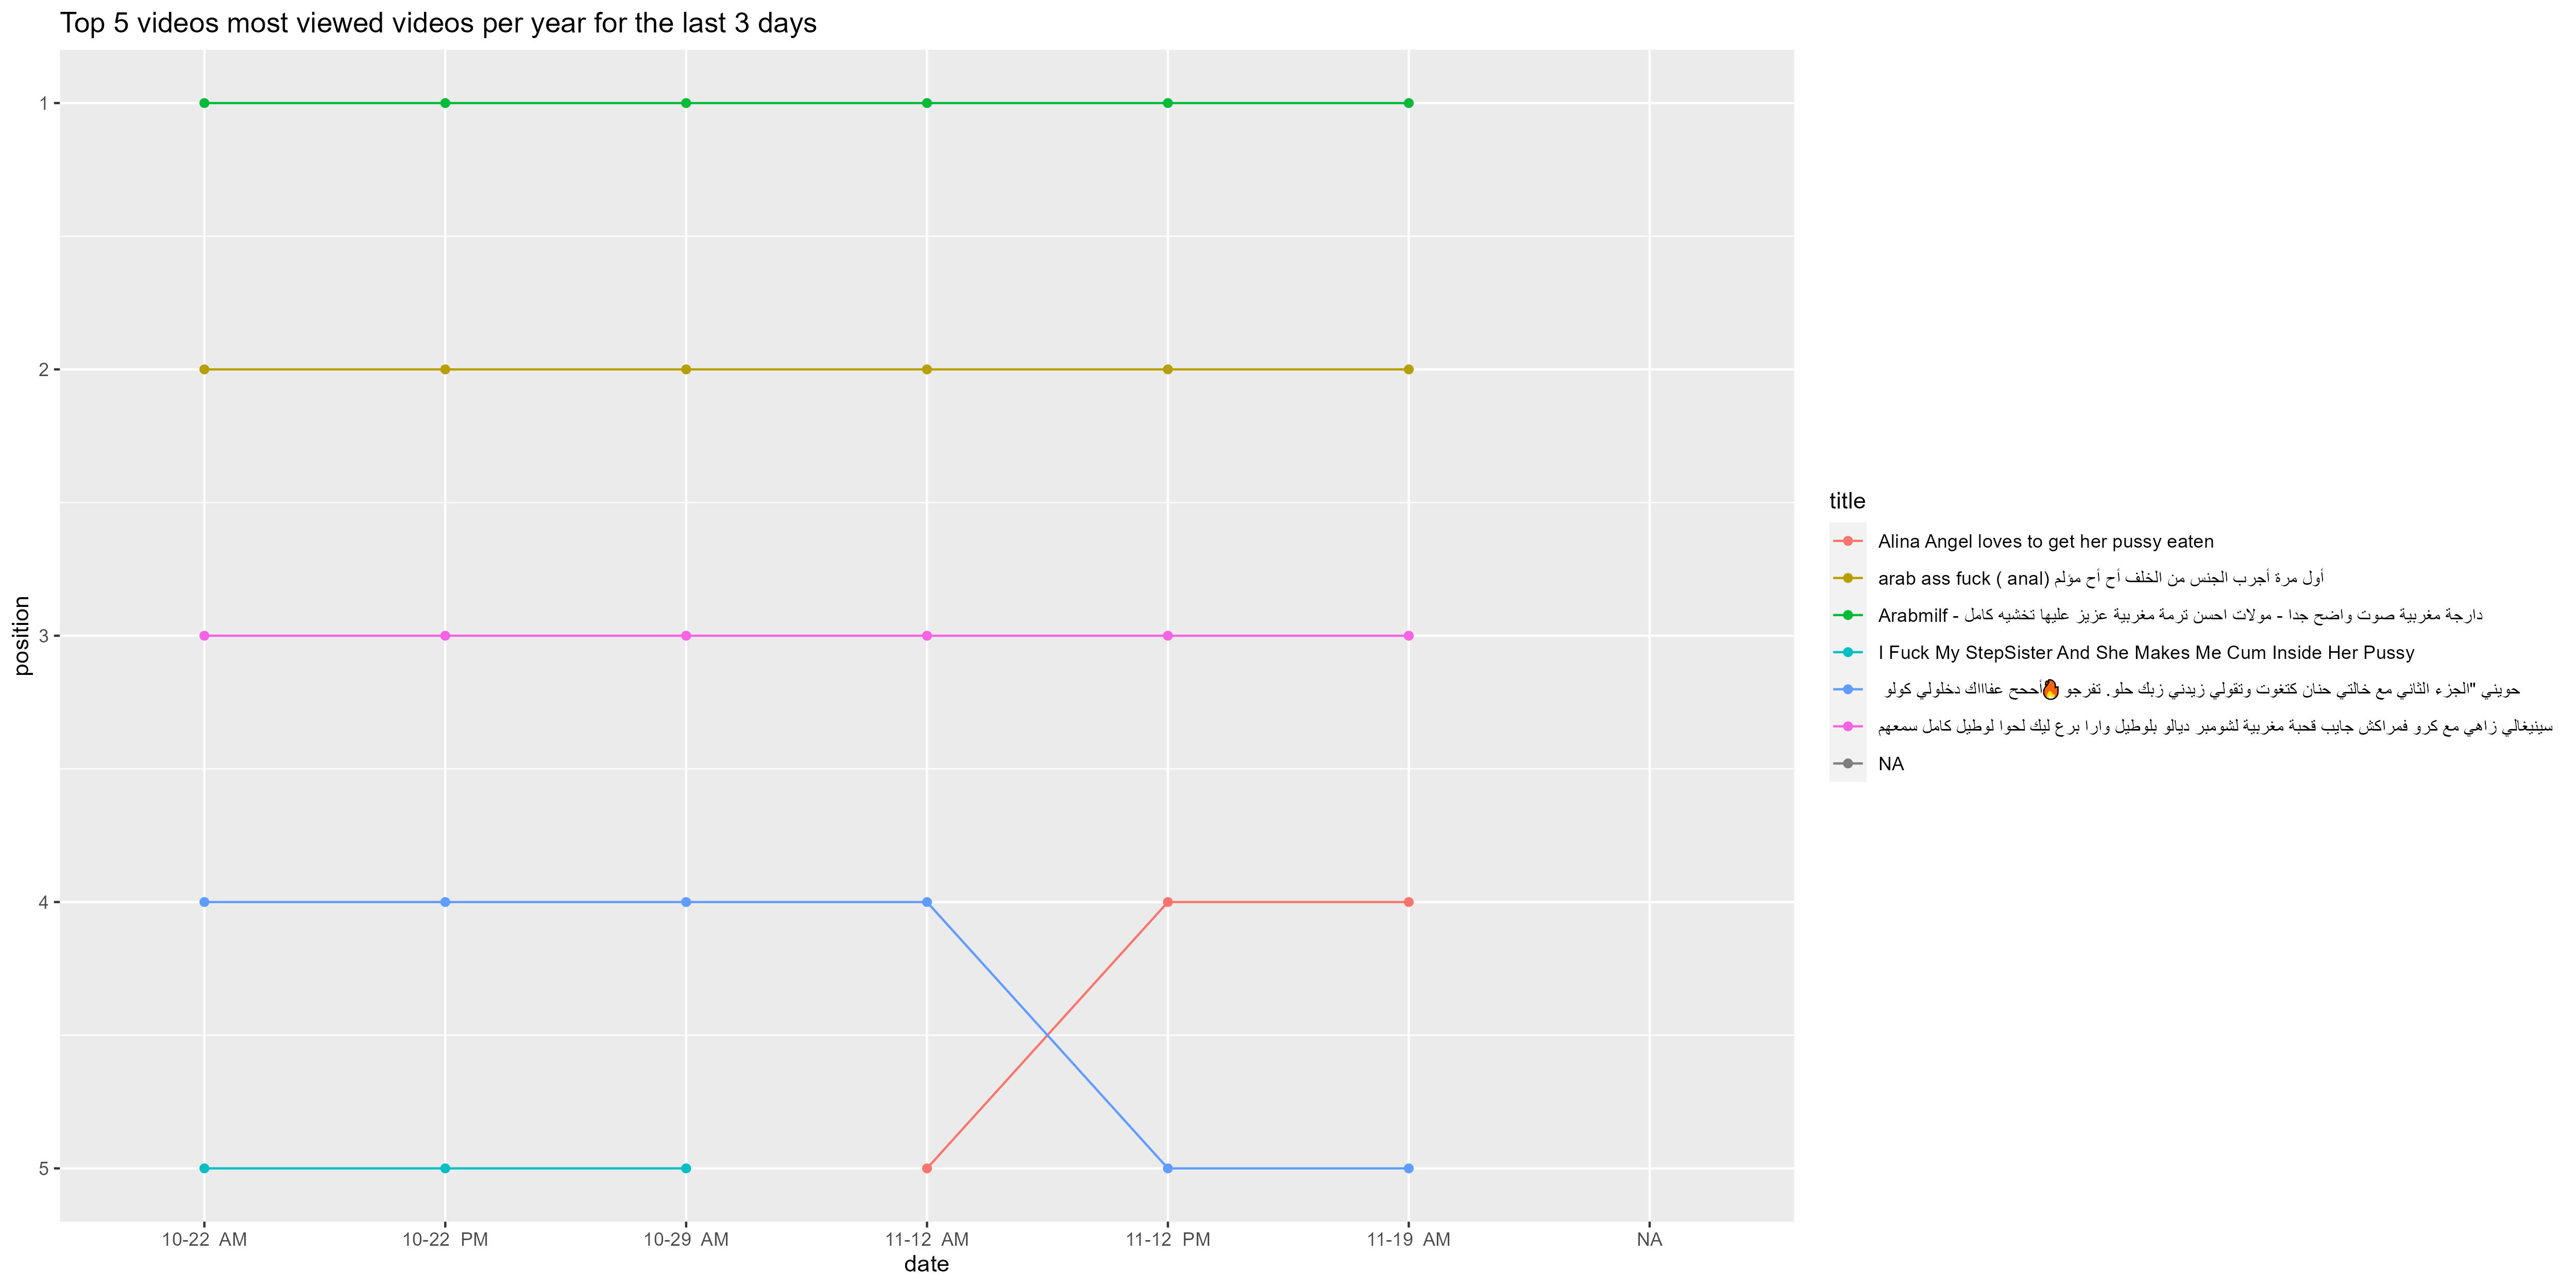 Top 5 videos most viewed videos per year for the last 3 days
position
1
2
3
4
5
10-22 AM
10-22 PM
10-29 AM
11-12 AM
11-12 PM
11-19 AM
NA
date
title
Alina Angel loves to get her pussy eaten
arab ass fuck ( anal) أول مرة أجرب الجنس من الخلف أح أح مؤلم
Arabmilf - دارجة مغربية صوت واضح جدا - مولات احسن ترمة مغربية عزيز عليها تخشيه كامل
I Fuck My StepSister And She Makes Me Cum Inside Her Pussy
حويني "الجزء الثاني مع خالتي حنان كتغوت وتقولي زيدني زبك حلو. تفرجو 🔥أححح عفاااك دخلولي كولو
سينيغالي زاهي مع كرو فمراكش جايب قحبة مغربية لشومبر ديالو بلوطيل وارا برع ليك لحوا لوطيل كامل سمعهم
NA